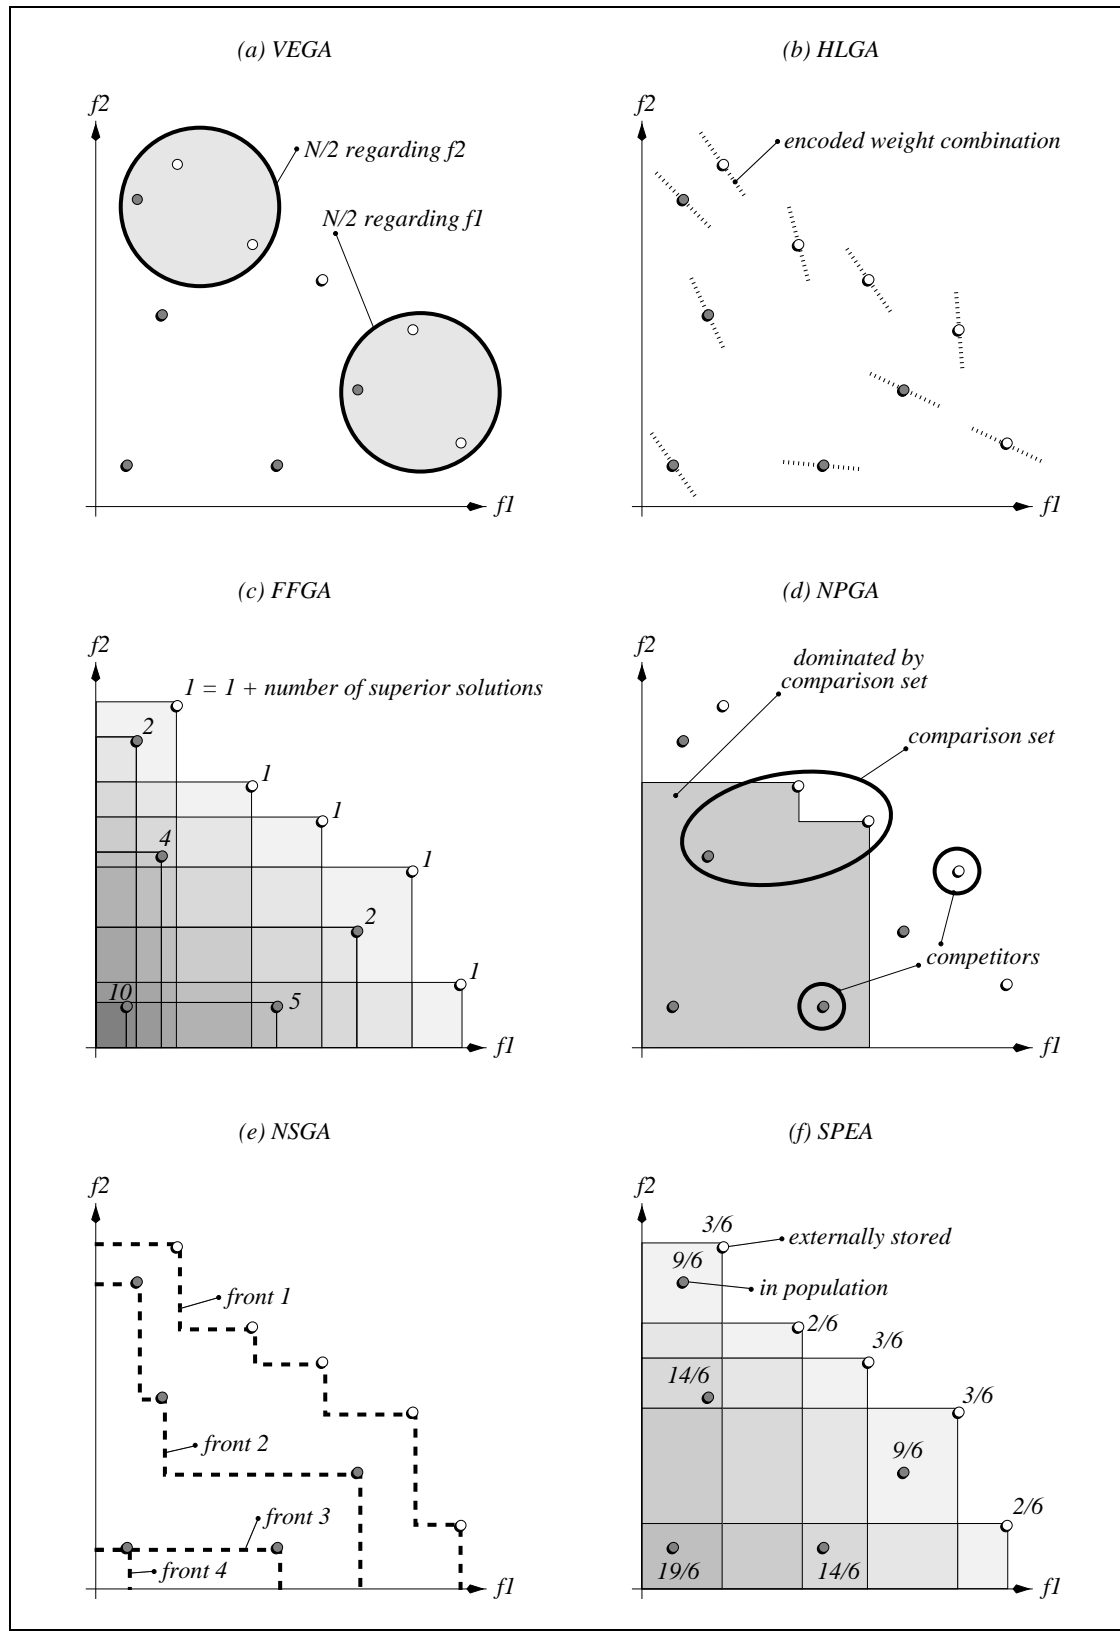 (a) VEGA
(b) HLGA
f2
N/2 regarding f2
N/2 regarding f1
f1
f2
encoded weight combination
f1
(c) FFGA
(d) NPGA
f2
1 = 1 + number of superior solutions
2
1
1
4
1
2
1
10
5
f1
f2
dominated by
comparison set
comparison set
competitors
f1
(e) NSGA
(f) SPEA
f2
front 1
front 2
front 3
front 4
f1
f2
3/6
externally stored
9/6
in population
2/6
3/6
14/6
3/6
9/6
2/6
19/6
14/6
f1